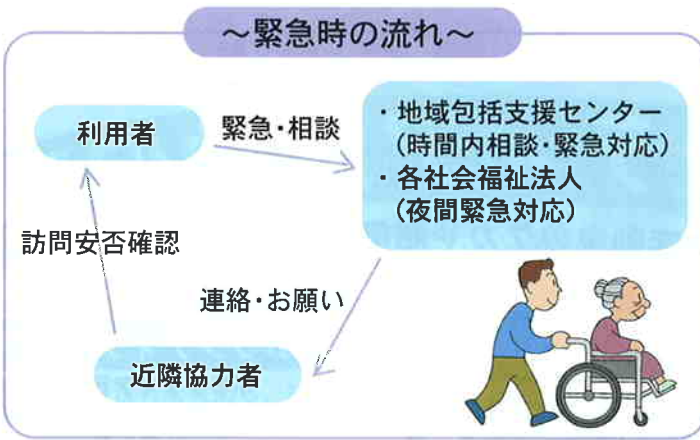 ～緊急時の流れ～
利用者
緊急・相談
・地域包括支援センター
（時間内相談・緊急対応）
・各社会福祉法人
（夜間緊急対応）
訪問安否確認
連絡・お願い
近隣協力者